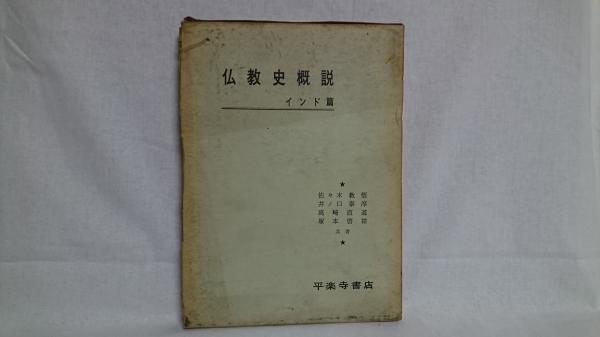 仏教史概説
インド篇
★
佐々木教悟
井ノ口泰淳
高崎直道
塚本啓祥
共著
★
平楽寺書店